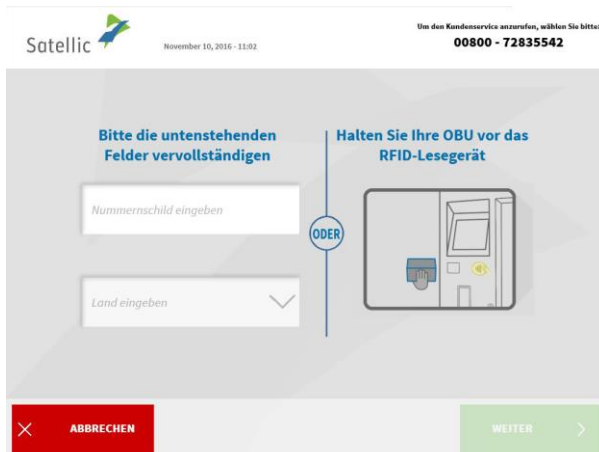 Satellic
November 10, 2016 - 11:02
Um den Kundenservice anzurufen, wählen Sie bitte:
00800 - 72835542
Bitte die untenstehenden
Felder vervollständigen
Nummernschild eingeben
Land eingeben
ODER
Halten Sie Ihre OBU vor das
RFID-Lesegerät
ABBRECHEN
WEITER